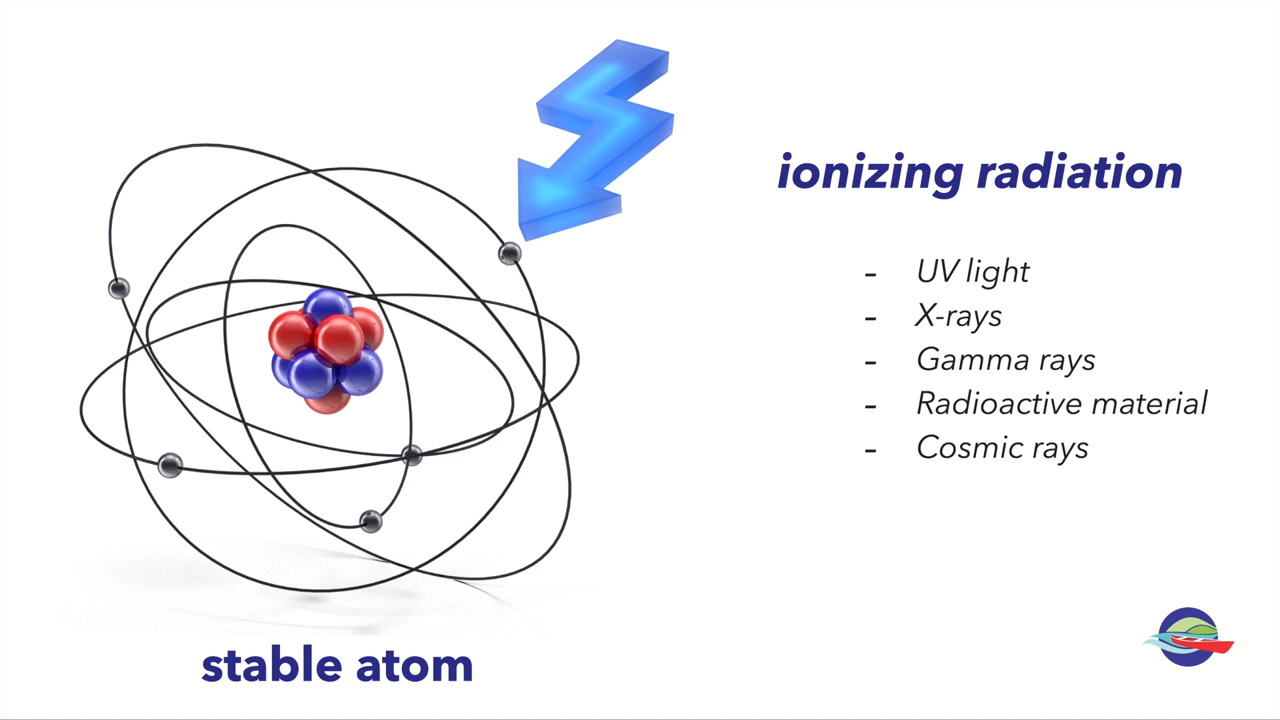 ionizing radiation
- UV light
- X-rays
- Gamma rays
- Radioactive material
- Cosmic rays
stable atom